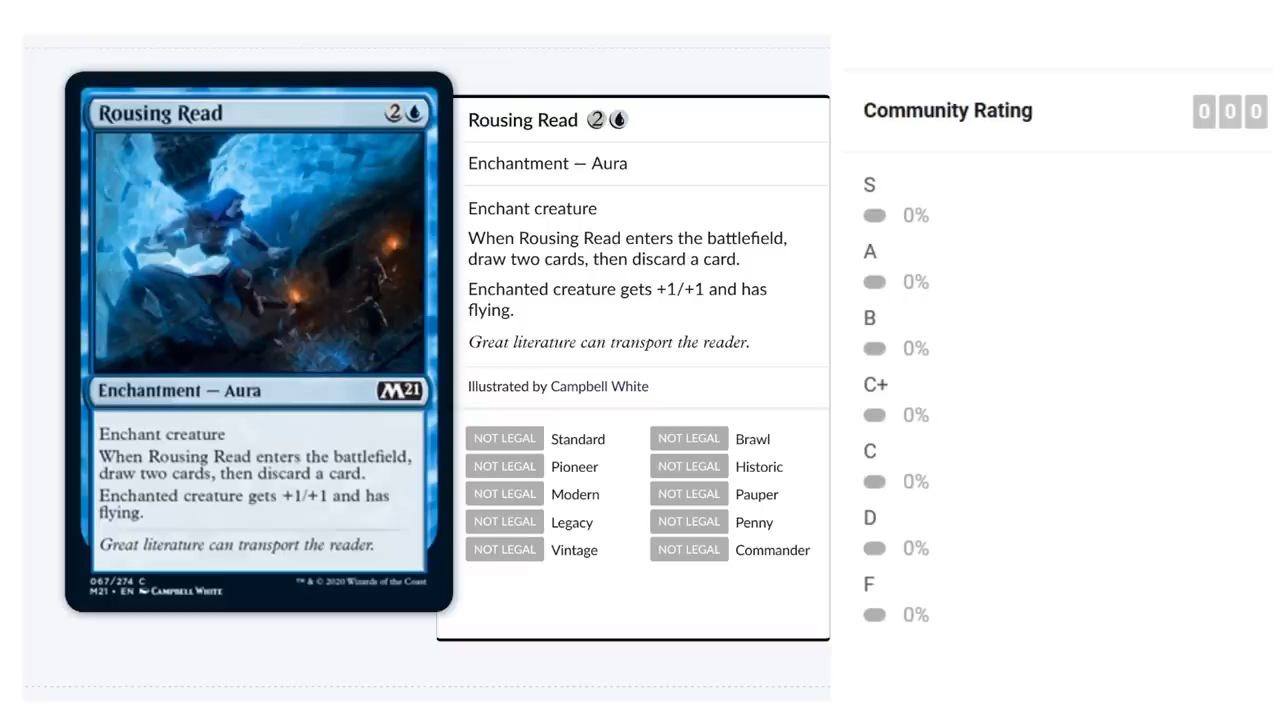 Rousing Read 2
Enchantment — Aura
M21
Enchant creature
When Rousing Read enters the battlefield,
draw two cards, then discard a card.
Enchanted creature gets +1/+1 and has
flying.
Great literature can transport the reader.
067/274 C
M21 • EN Campbell White
™ & © 2020 Wizards of the Coast
Rousing Read 2
Enchantment — Aura
Enchant creature
When Rousing Read enters the battlefield,
draw two cards, then discard a card.
Enchanted creature gets +1/+1 and has
flying.
Great literature can transport the reader.
Illustrated by Campbell White
NOT LEGAL Standard NOT LEGAL Brawl
NOT LEGAL Pioneer NOT LEGAL Historic
NOT LEGAL Modern NOT LEGAL Pauper
NOT LEGAL Legacy NOT LEGAL Penny
NOT LEGAL Vintage NOT LEGAL Commander
Community Rating 0 0 0
S
0%
A
0%
B
0%
C+
0%
C
0%
D
0%
F
0%